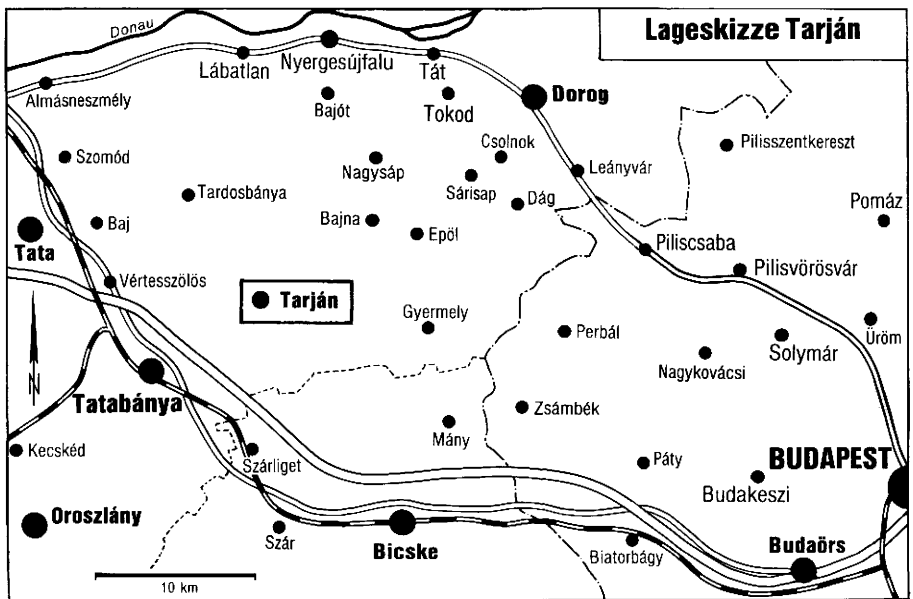 Lageskizze Tarján
Donau
Lábatlan
Nyergesújfalu
Tát
Almásneszmély
Bajót
Tokod
Dorog
Szomód
Nagysáp
Csolnok
Sárisap
Leányvár
Pilisszentkereszt
Tardosbánya
Dág
Baj
Bajna
Epöl
Pomáz
Tata
Piliscsaba
Pilisvörösvár
Vértesszölös
Tarján
Gyermely
Perbál
Solymár
Üröm
N
Nagykovácsi
Tatabánya
Zsámbék
Mány
Kecskéd
Szárliget
Páty
BUDAPEST
Budakeszi
Oroszlány
Szár
Bicske
Biatorbágy
Budaörs
10 km